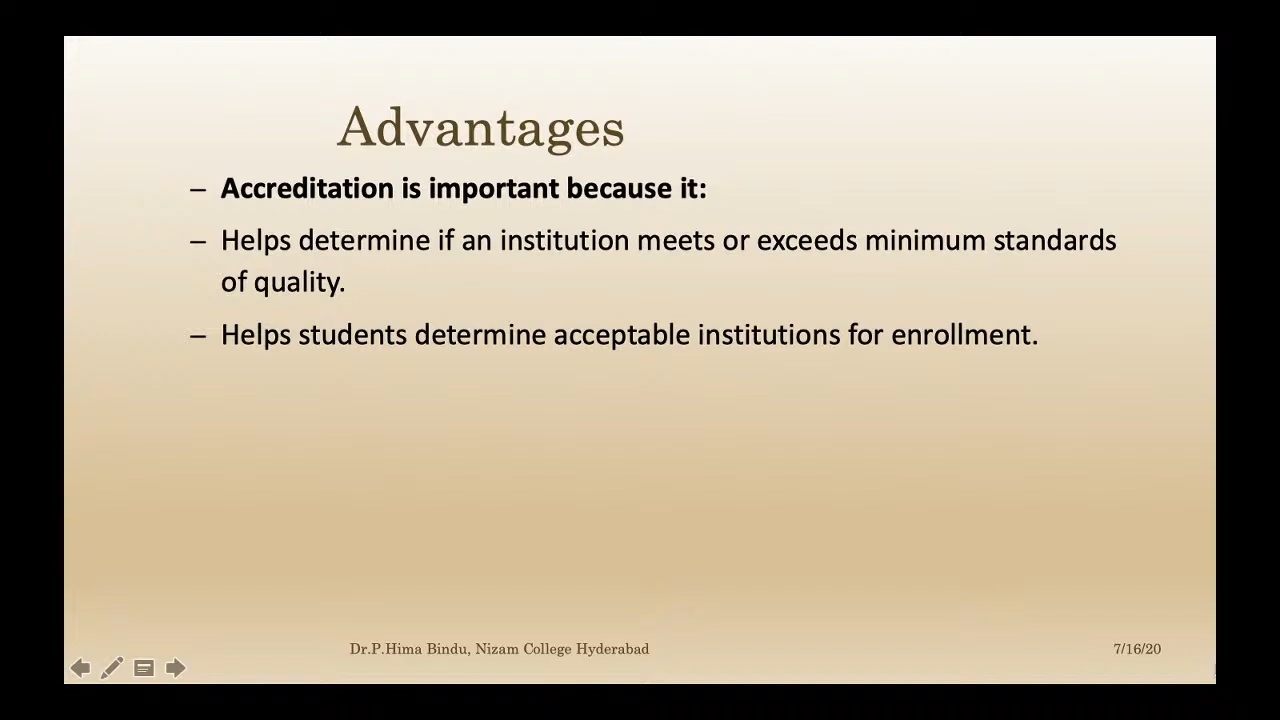 Advantages
– Accreditation is important because it:
– Helps determine if an institution meets or exceeds minimum standards
of quality.
– Helps students determine acceptable institutions for enrollment.
Dr.P.Hima Bindu, Nizam College Hyderabad
7/16/20